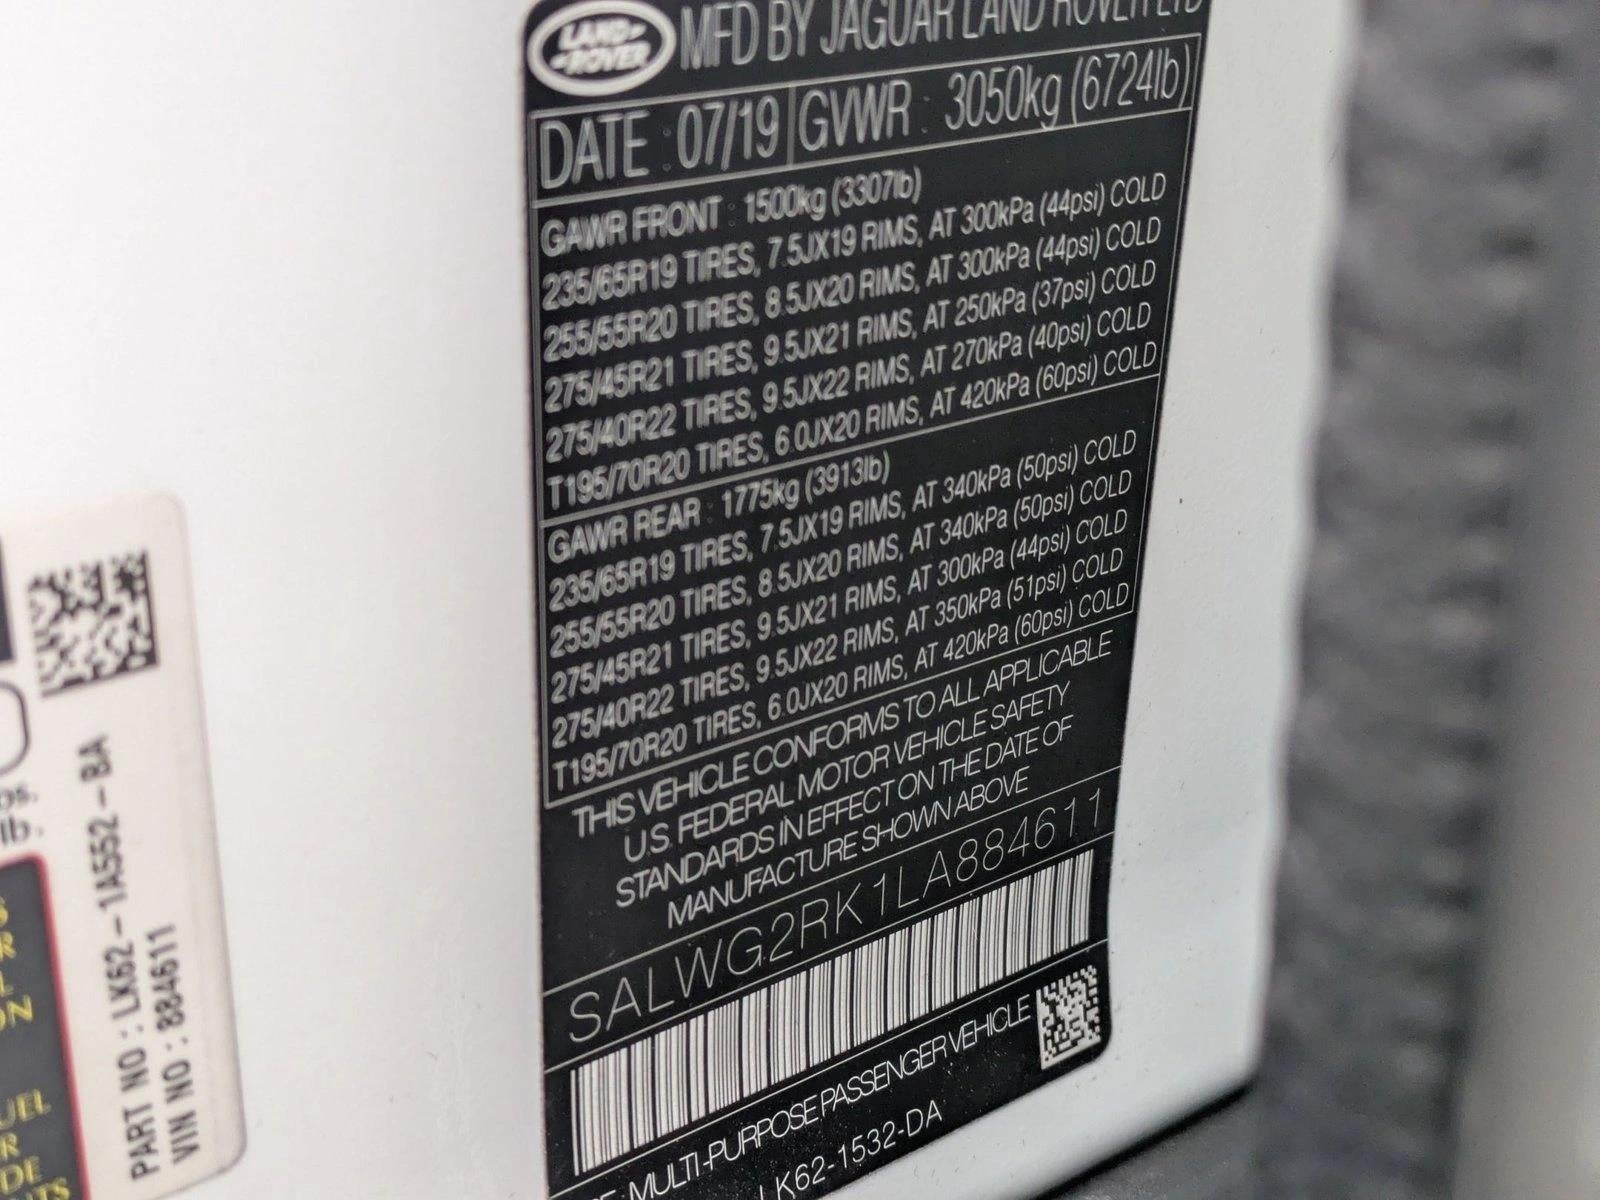 LAND ROVER
MFD BY JAGUAR LAND ROVER LTD
DATE : 07/19 GVWR : 3050kg (6724lb)
GAWR FRONT : 1500kg (3307lb)
235/65R19 TIRES, 7.5JX19 RIMS, AT 300kPa (44psi) COLD
255/55R20 TIRES, 8.5JX20 RIMS, AT 300kPa (44psi) COLD
275/45R21 TIRES, 9.5JX21 RIMS, AT 250kPa (37psi) COLD
275/40R22 TIRES, 9.5JX22 RIMS, AT 270kPa (40psi) COLD
T195/70R20 TIRES, 6.0JX20 RIMS, AT 420kPa (60psi) COLD
GAWR REAR : 1775kg (3913lb)
235/65R19 TIRES, 7.5JX19 RIMS, AT 340kPa (50psi) COLD
255/55R20 TIRES, 8.5JX20 RIMS, AT 340kPa (50psi) COLD
275/45R21 TIRES, 9.5JX21 RIMS, AT 300kPa (44psi) COLD
275/40R22 TIRES, 9.5JX22 RIMS, AT 350kPa (51psi) COLD
T195/70R20 TIRES, 6.0JX20 RIMS, AT 420kPa (60psi) COLD
THIS VEHICLE CONFORMS TO ALL APPLICABLE
U.S. FEDERAL MOTOR VEHICLE SAFETY
STANDARDS IN EFFECT ON THE DATE OF
MANUFACTURE SHOWN ABOVE
SALWG2RK1LA884611
MULTI-PURPOSE PASSENGER VEHICLE
LK62-1532-DA
PART NO : LK62-1A552-BA
VIN NO : 884611
lb.